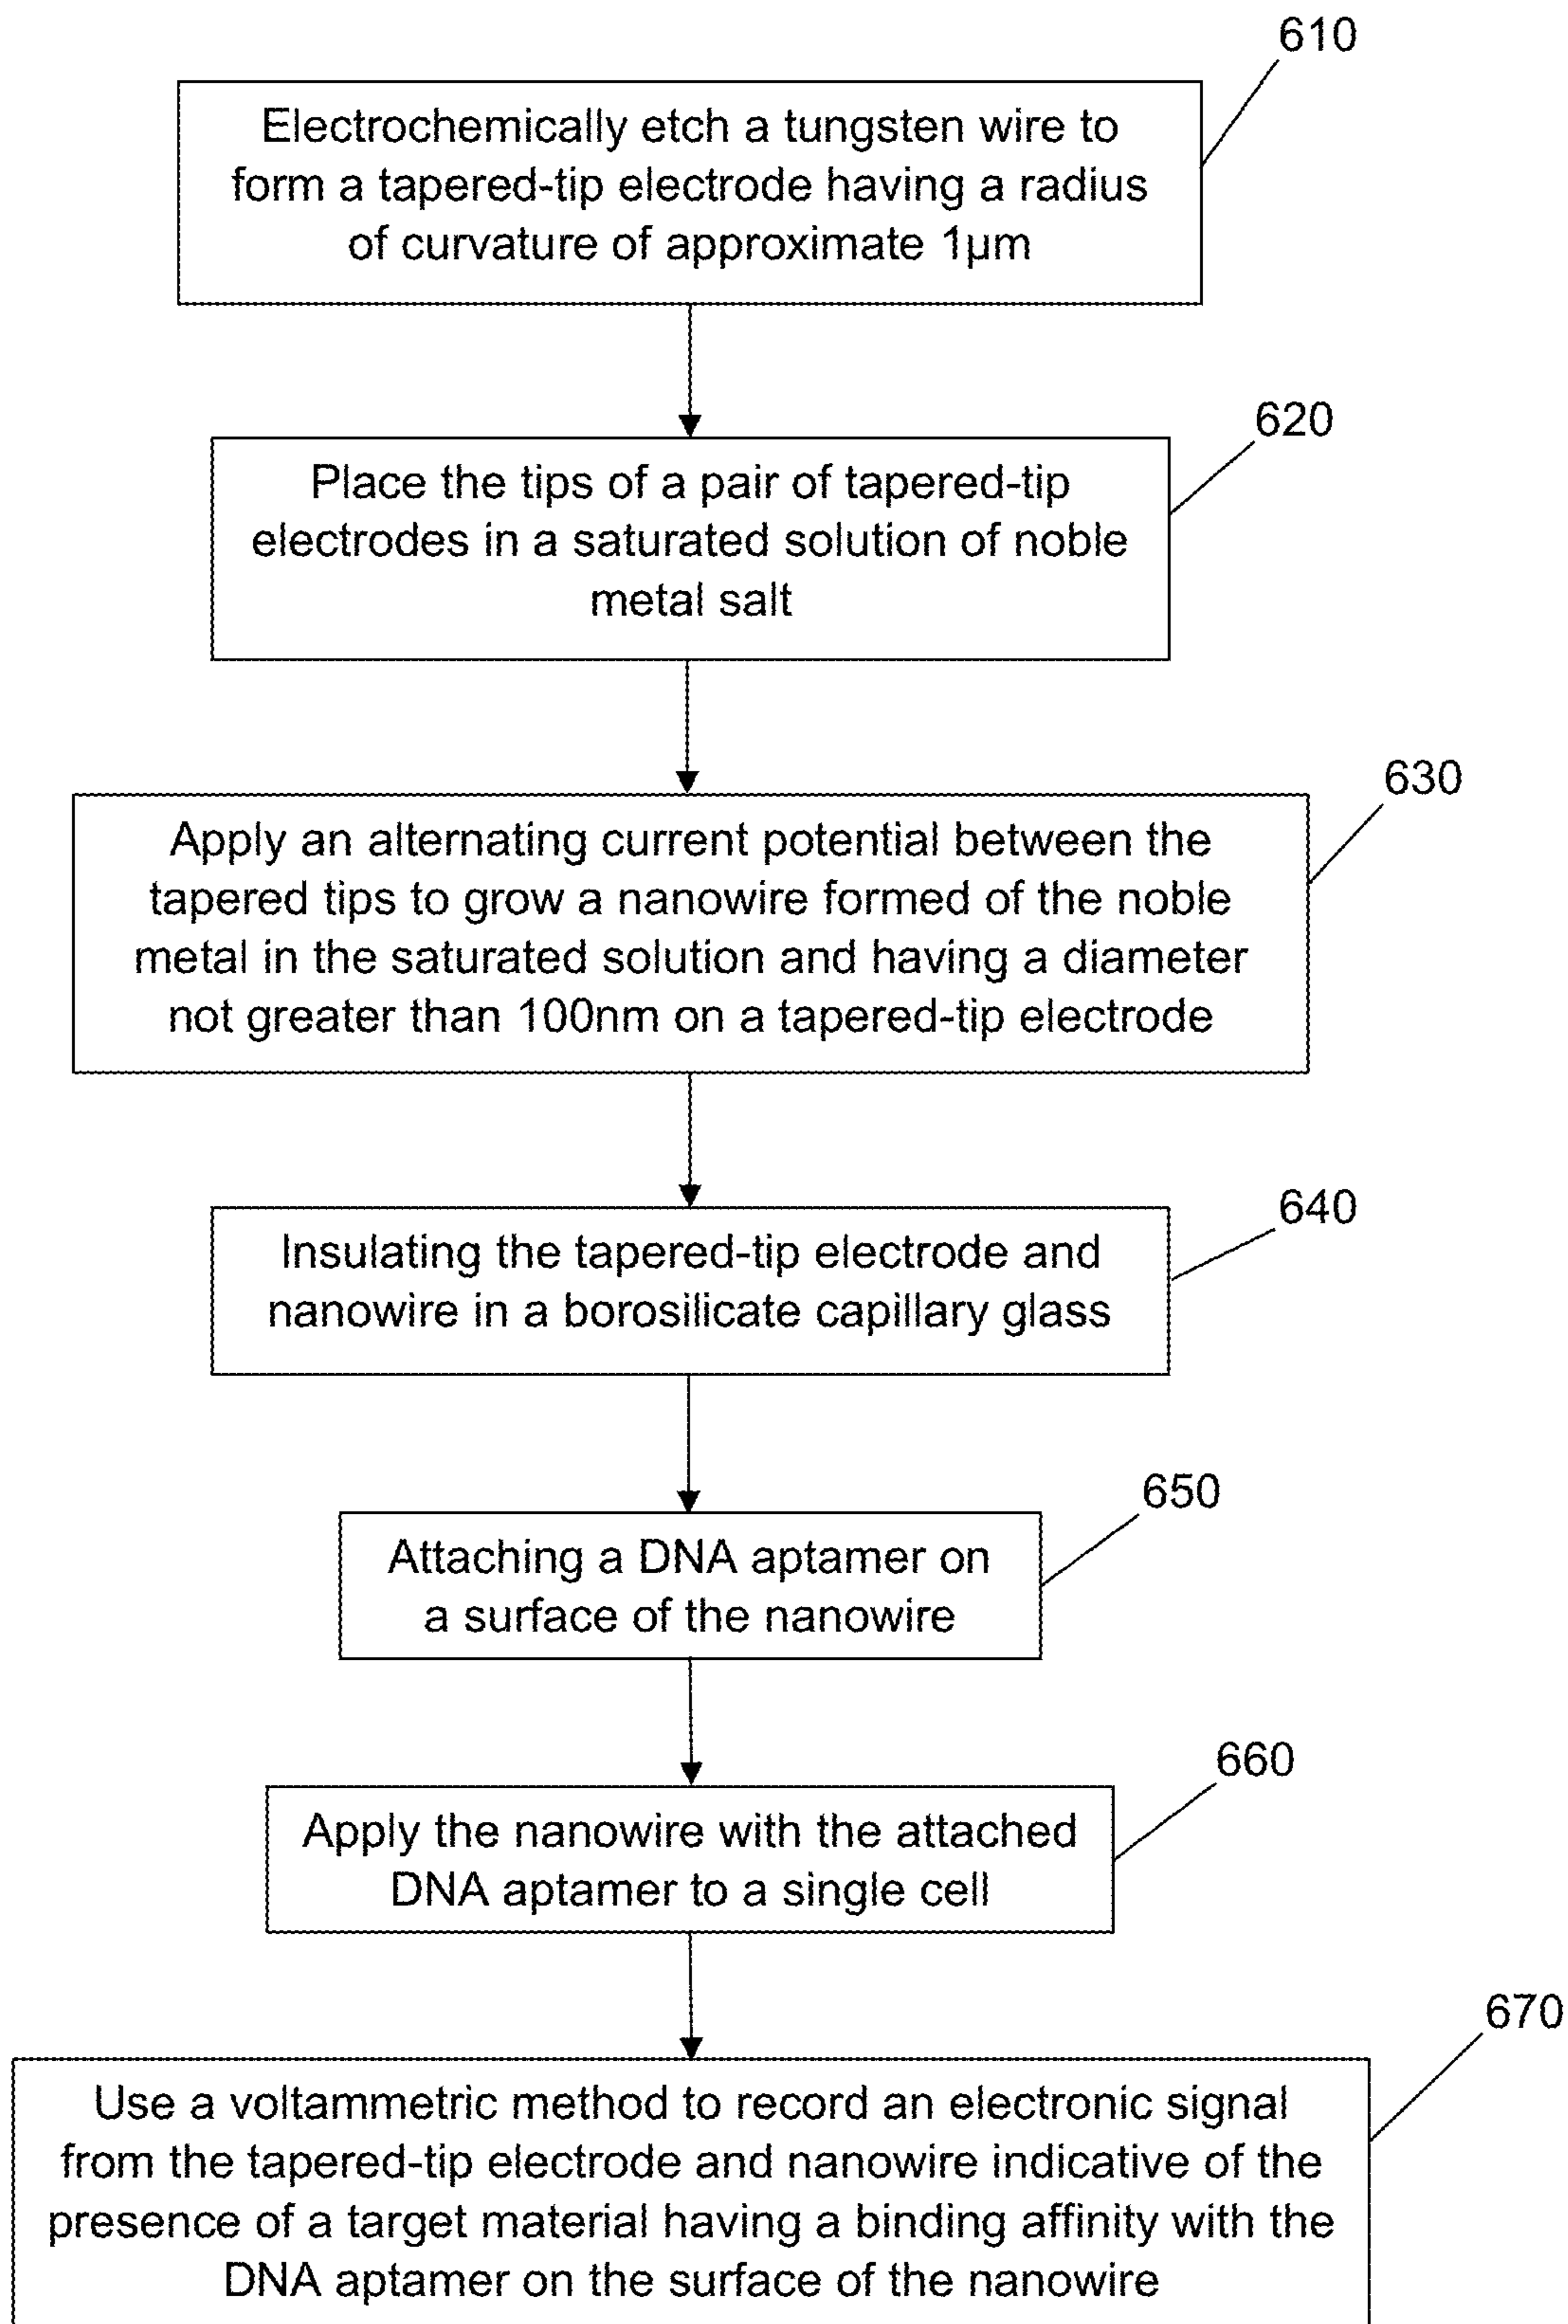 610
Electrochemically etch a tungsten wire to
form a tapered-tip electrode having a radius
of curvature of approximate 1µm
620
Place the tips of a pair of tapered-tip
electrodes in a saturated solution of noble
metal salt
630
Apply an alternating current potential between the
tapered tips to grow a nanowire formed of the noble
metal in the saturated solution and having a diameter
not greater than 100nm on a tapered-tip electrode
640
Insulating the tapered-tip electrode and
nanowire in a borosilicate capillary glass
650
Attaching a DNA aptamer on
a surface of the nanowire
660
Apply the nanowire with the attached
DNA aptamer to a single cell
670
Use a voltammetric method to record an electronic signal
from the tapered-tip electrode and nanowire indicative of the
presence of a target material having a binding affinity with the
DNA aptamer on the surface of the nanowire